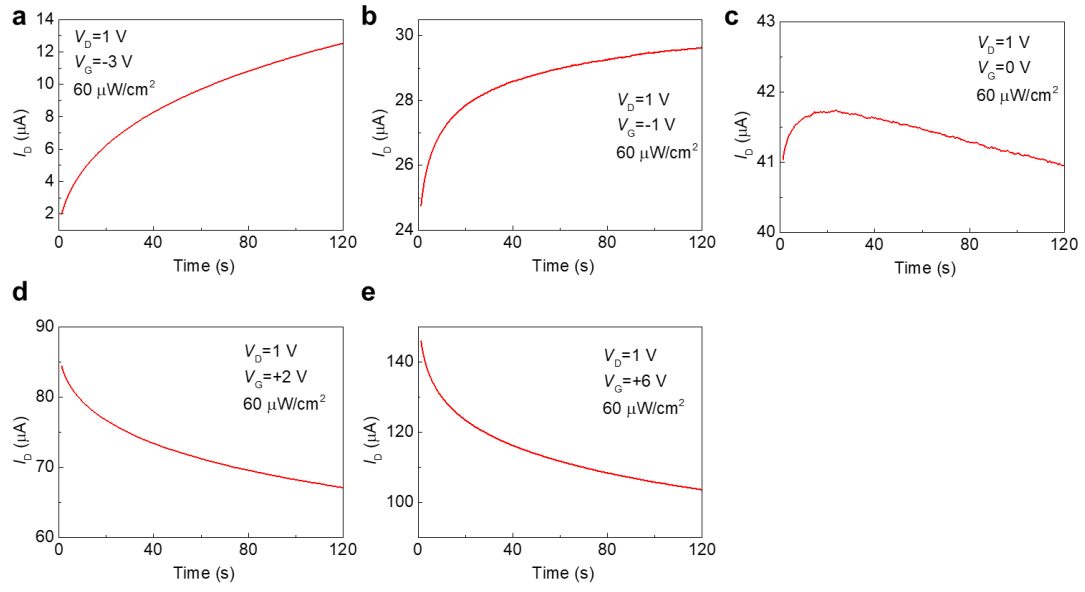 a
14
12
10
8
6
4
2
I_D (μA)
V_D=1 V
V_G=-3 V
60 μW/cm²
0 40 80 120
Time (s)
b
30
28
26
24
I_D (μA)
V_D=1 V
V_G=-1 V
60 μW/cm²
0 40 80 120
Time (s)
c
43
42
41
40
I_D (μA)
V_D=1 V
V_G=0 V
60 μW/cm²
0 40 80 120
Time (s)
d
90
80
70
60
I_D (μA)
V_D=1 V
V_G=+2 V
60 μW/cm²
0 40 80 120
Time (s)
e
140
120
100
I_D (μA)
V_D=1 V
V_G=+6 V
60 μW/cm²
0 40 80 120
Time (s)